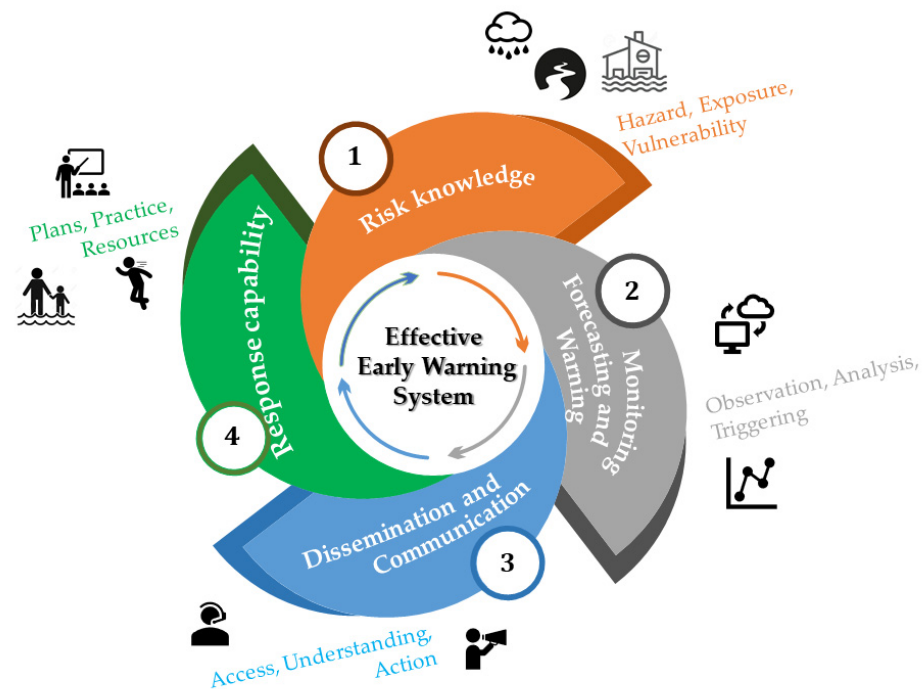 1
Risk knowledge
Hazard, Exposure,
Vulnerability
2
Monitoring
Forecasting and
Warning
Observation, Analysis,
Triggering
3
Dissemination and
Communication
Access, Understanding,
Action
4
Response capability
Plans, Practice,
Resources
Effective
Early Warning
System